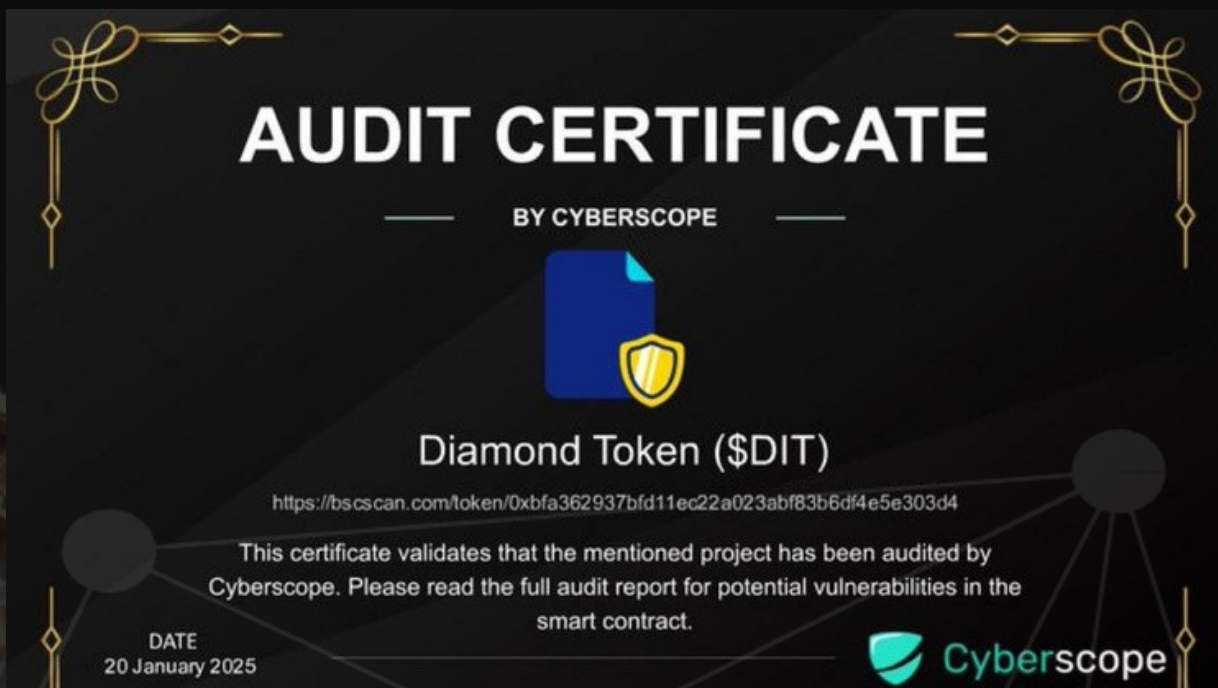 AUDIT CERTIFICATE
BY CYBERSCOPE
Diamond Token ($DIT)
https://bscscan.com/token/0xbfa362937bfd11ec22a023abf83b6df4e5e303d4
This certificate validates that the mentioned project has been audited by
Cyberscope. Please read the full audit report for potential vulnerabilities in the
smart contract.
DATE
20 January 2025
Cyberscope